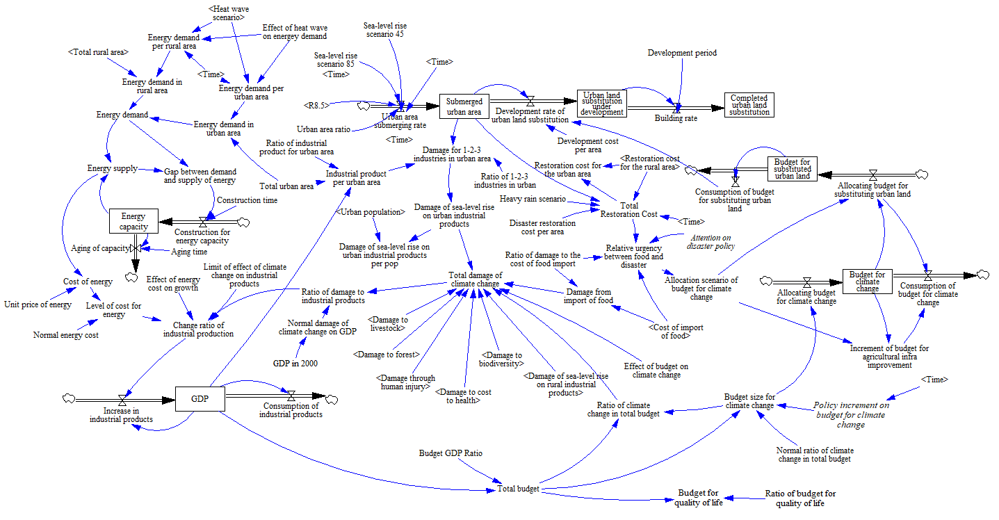 <Heat wave
scenario>
Effect of heat wave
on energey demand
Energy demand
per rural area
<Total rural area>
<Time>
Energy demand in
rural area
Energy demand per
urban area
Energy demand
Energy demand in
urban area
Sea-level rise
scenario 45
Sea-level rise
scenario 85
<Time>
<Time>
<R8.5>
Urban area ratio
Urban area
submerging rate
<Time>
Submerged
urban area
Development rate of
urban land substitution
Urban land
substitution
under
development
Development period
Building rate
Completed
urban land
substitution
Development cost
per area
Ratio of industrial
product for urban area
Damage for 1-2-3
industries in urban area
Ratio of 1-2-3
industries in urban
Industrial product
per urban area
Total urban area
Energy supply
Gap between demand
and supply of energy
Construction time
Energy
capacity
Construction for
energy capacity
Aging of capacity
Aging time
Restoration cost for
the urban area
<Restoration cost
for the rural area>
Budget for
substituted
urban land
Consumption of budget
for substituting urban
land
Allocating budget for
substituting urban land
Heavy rain scenario
Total
Restoration Cost
Disaster restoration
cost per area
<Time>
Attention on
disaster policy
<Urban population>
Damage of sea-level rise
on urban industrial
products
Damage of sea-level rise on
urban industrial products
per pop
Ratio of damage to the
cost of food import
Relative urgency
between food and
disaster
Allocation scenario of
budget for climate
change
Budget for
climate
change
Allocating budget
for climate change
Consumption of
budget for climate
change
Cost of energy
Unit price of energy
Level of cost for
energy
Normal energy cost
Effect of energy
cost on growth
Limit of effect of climate
change on industrial
products
Change ratio of
industrial production
Ratio of damage to
industrial products
Normal damage of
climate change on GDP
GDP in 2000
Total damage of
climate change
Damage from
import of food
<Cost of import
of food>
<Damage to
livestock>
<Damage to forest>
<Damage through
human injury>
<Damage to cost
to health>
<Damage to
biodiversity>
<Damage of sea-level rise
on rural industrial
products>
Effect of budget on
climate change
Increment of budget for
agricultural infra
improvement
<Time>
Increase in
industrial products
GDP
Consumption of
industrial products
Ratio of climate
change in total budget
Budget size for
climate change
Policy increment on
budget for climate
change
Normal ratio of climate
change in total budget
Budget GDP Ratio
Total budget
Budget for
quality of life
Ratio of budget for
quality of life